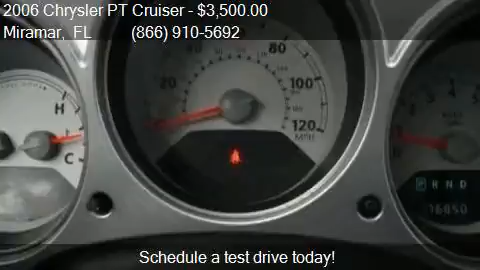 2006 Chrysler PT Cruiser - $3,500.00
Miramar, FL (866) 910-5692
80
100
120
MPH
H
C
P R N D
Schedule a test drive today!